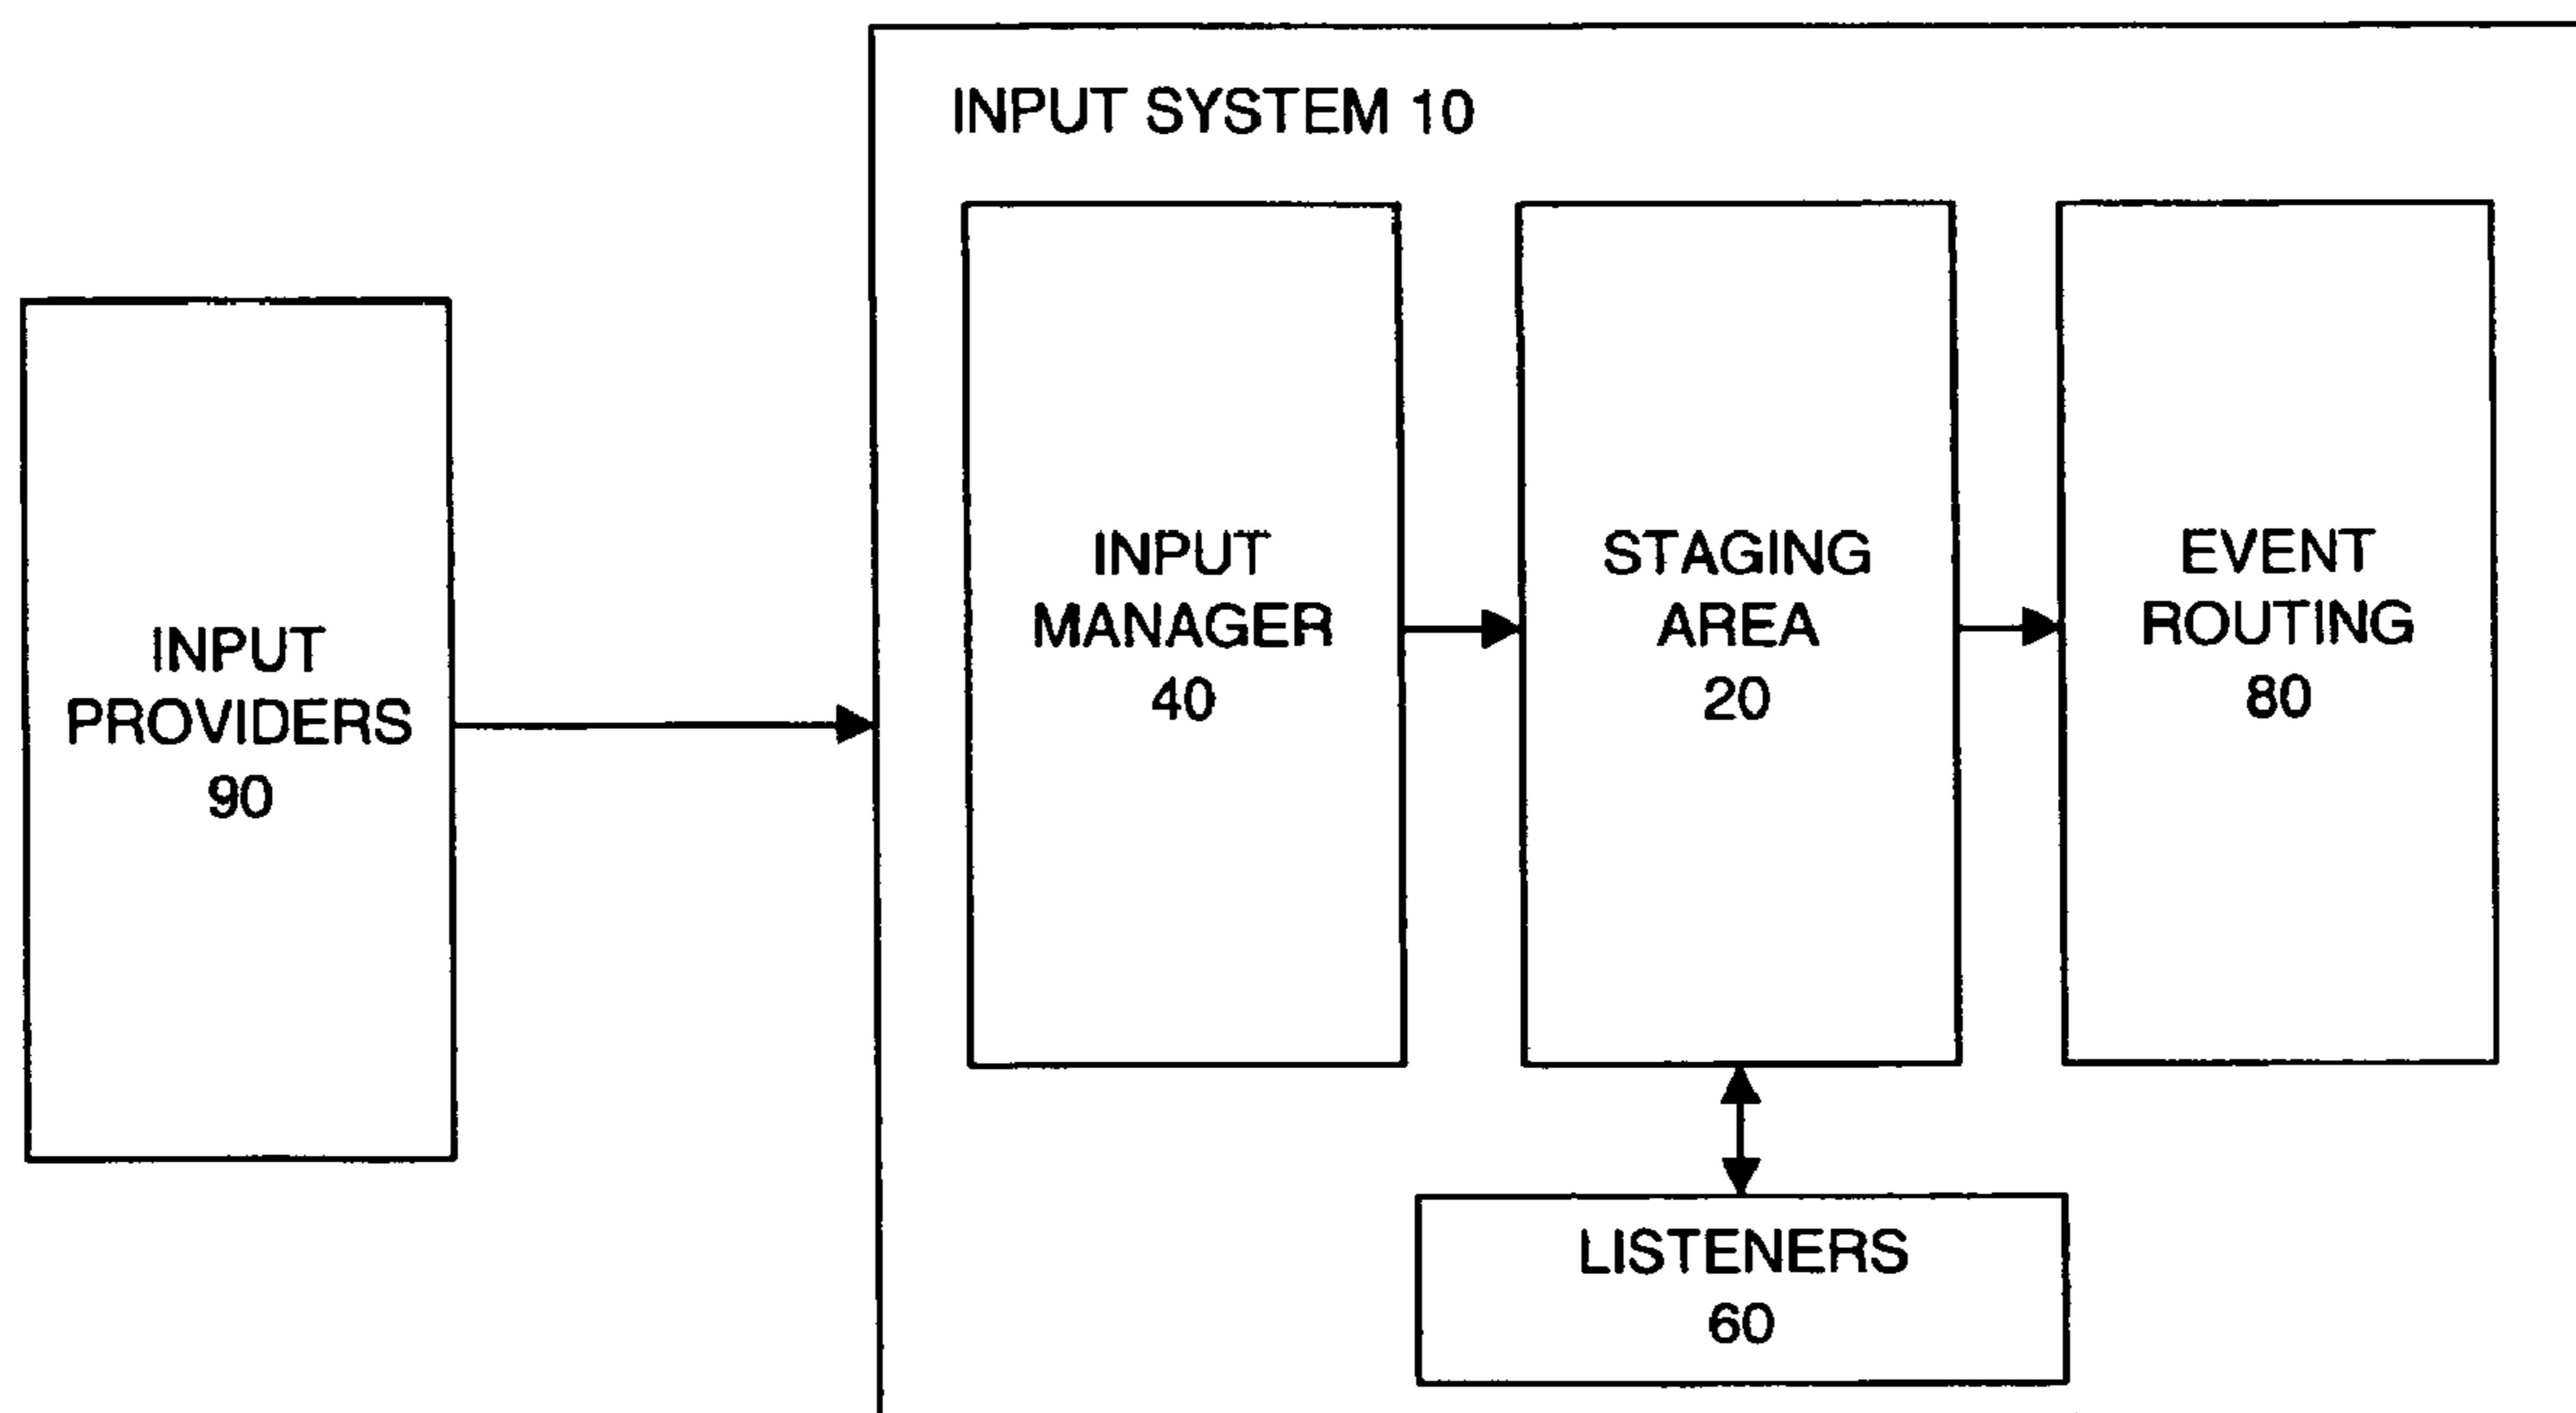 INPUT SYSTEM 10
INPUT
PROVIDERS
90
INPUT
MANAGER
40
STAGING
AREA
20
EVENT
ROUTING
80
LISTENERS
60